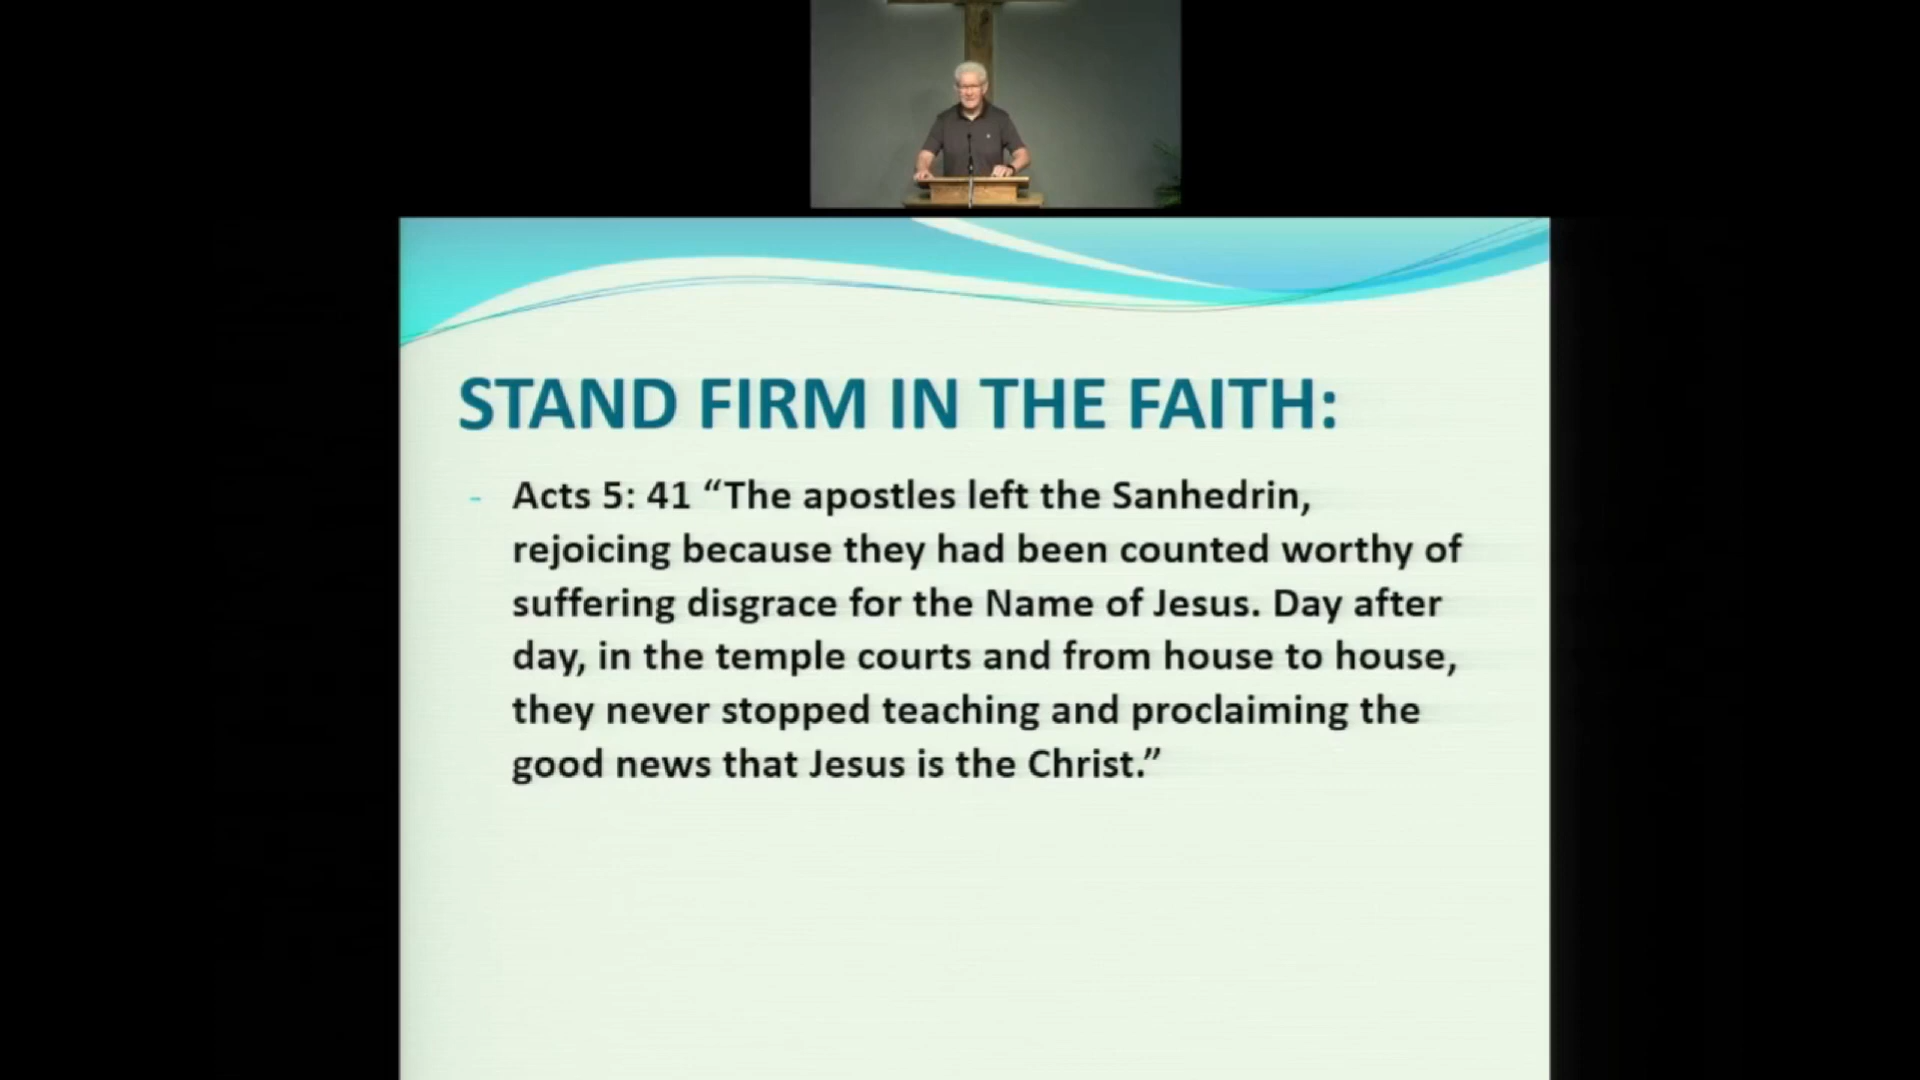 STAND FIRM IN THE FAITH:
- Acts 5: 41 “The apostles left the Sanhedrin,
rejoicing because they had been counted worthy of
suffering disgrace for the Name of Jesus. Day after
day, in the temple courts and from house to house,
they never stopped teaching and proclaiming the
good news that Jesus is the Christ.”